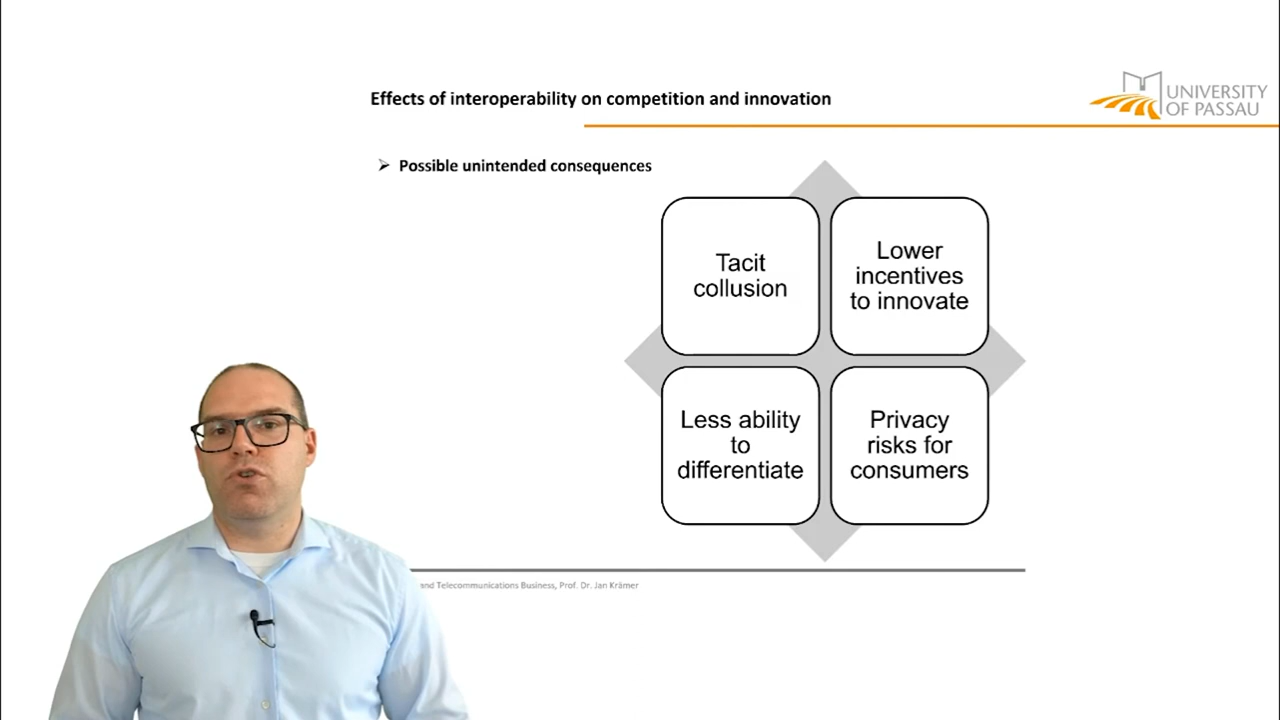 Effects of interoperability on competition and innovation
UNIVERSITY
OF PASSAU
➢ Possible unintended consequences
Tacit
collusion
Lower
incentives
to innovate
Less ability
to
differentiate
Privacy
risks for
consumers
and Telecommunications Business, Prof. Dr. Jan Krämer